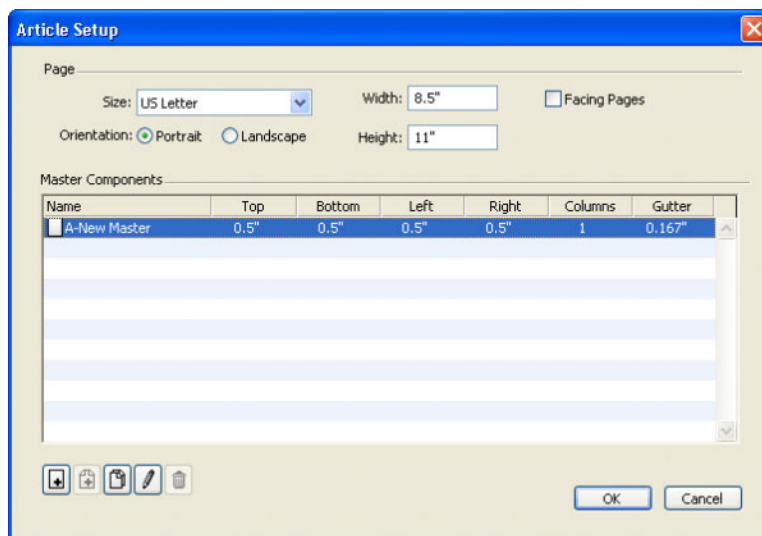 Article Setup
Page
Size: US Letter Width: 8.5" Facing Pages
Orientation: Portrait Landscape Height: 11"
Master Components
Name Top Bottom Left Right Columns Gutter
A-New Master 0.5" 0.5" 0.5" 0.5" 1 0.167"
OK Cancel